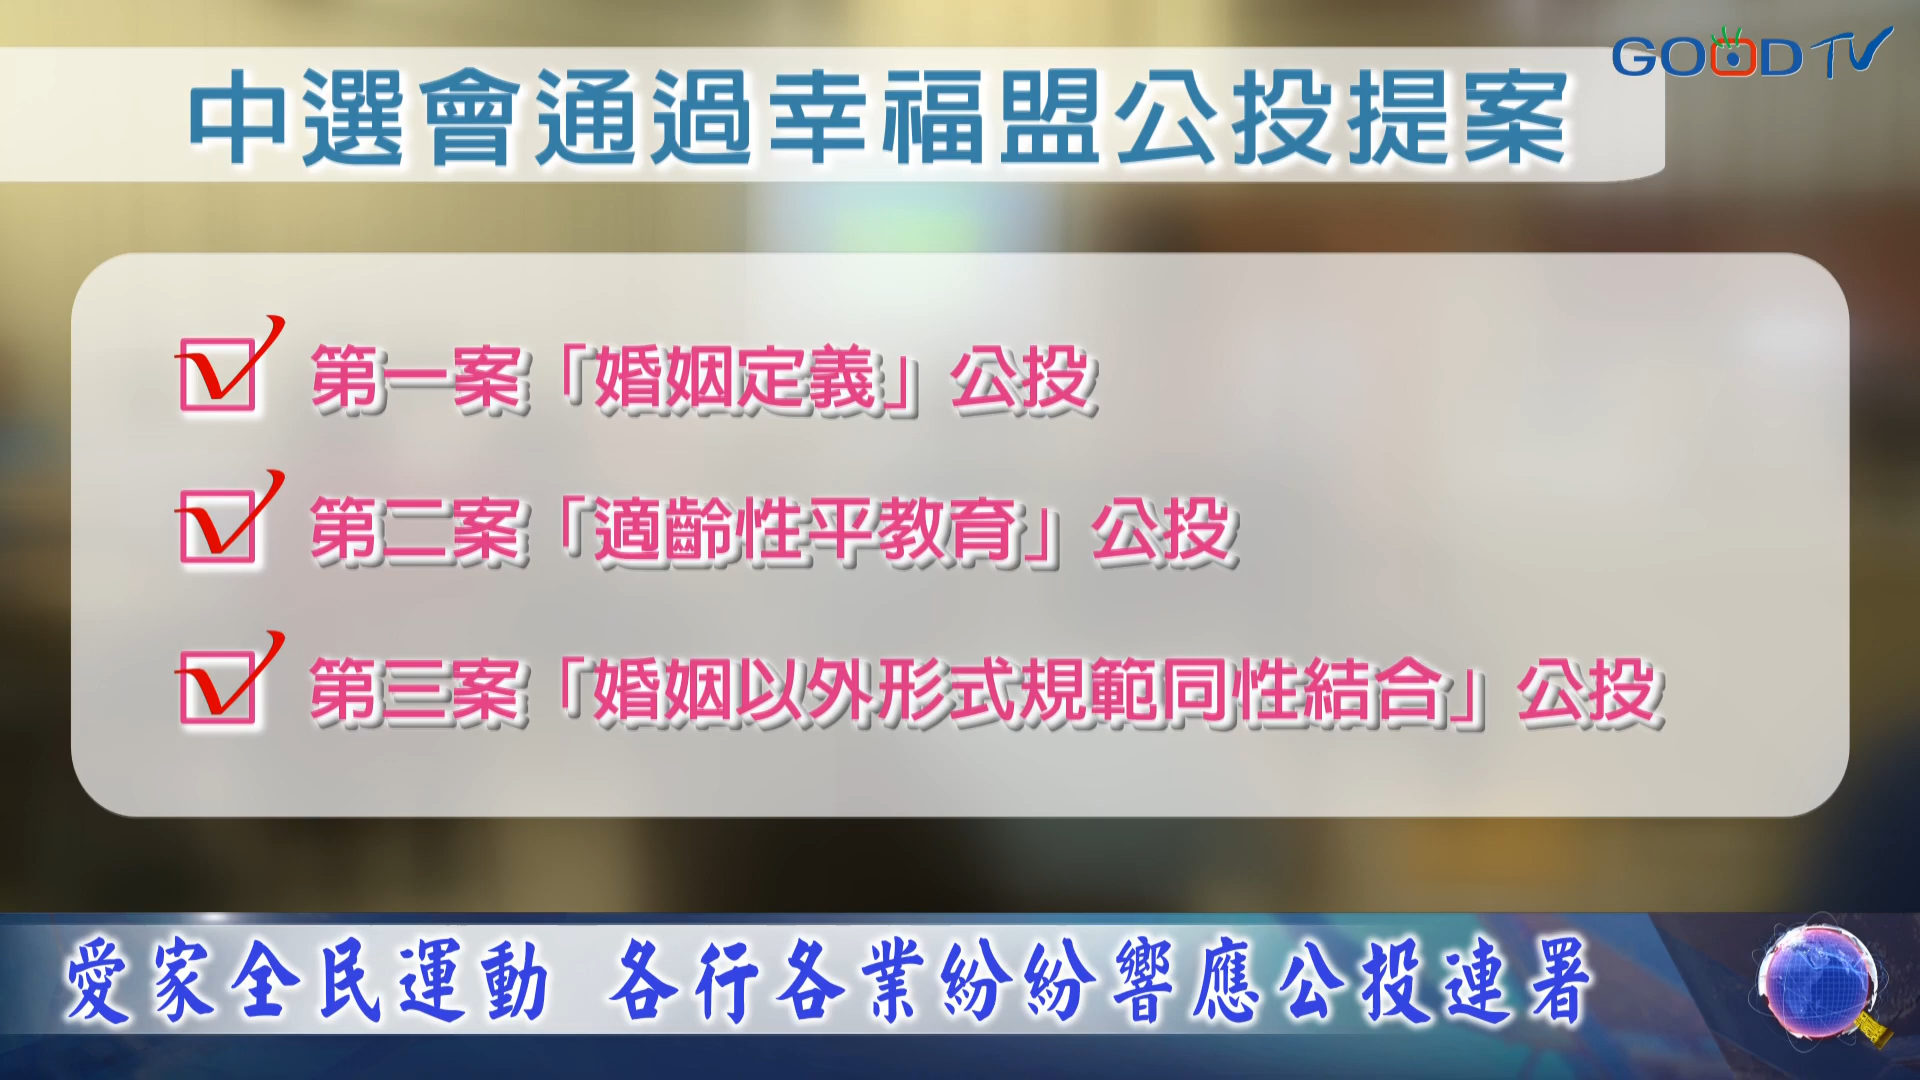 GOOD TV
中選會通過幸福盟公投提案
第一案「婚姻定義」公投
第二案「適齡性平教育」公投
第三案「婚姻以外形式規範同性結合」公投
愛家全民運動 各行各業紛紛響應公投連署